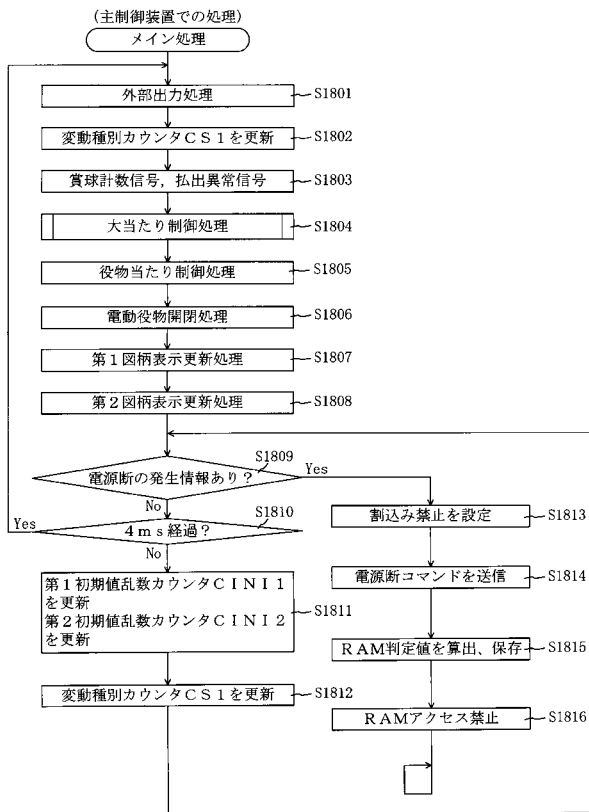 (主制御装置での処理)
メイン処理
外部出力処理
S1801
変動種別カウンタCS1を更新
S1802
賞球計数信号,払出異常信号
S1803
大当たり制御処理
S1804
役物当たり制御処理
S1805
電動役物開閉処理
S1806
第1図柄表示更新処理
S1807
第2図柄表示更新処理
S1808
S1809
電源断の発生情報あり?
Yes
No
S1810
Yes
4ms経過?
No
第1初期値乱数カウンタCINI1
を更新
第2初期値乱数カウンタCINI2
を更新
S1811
変動種別カウンタCS1を更新
S1812
割込み禁止を設定
S1813
電源断コマンドを送信
S1814
RAM判定値を算出、保存
S1815
RAMアクセス禁止
S1816